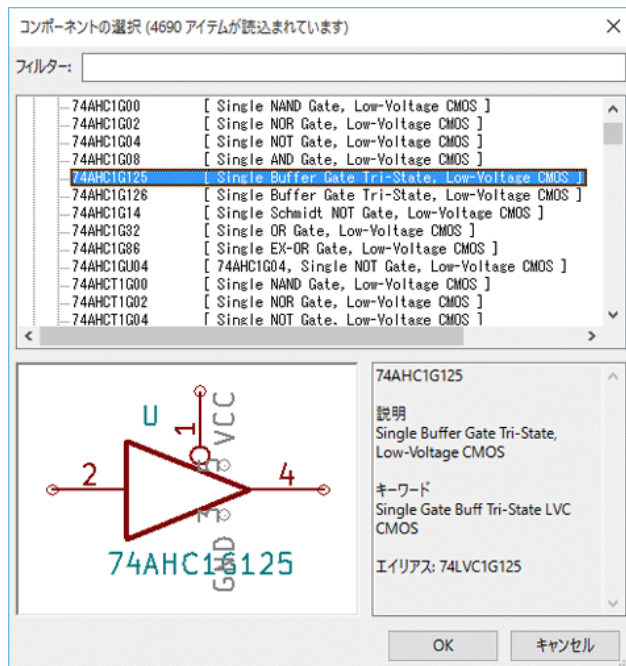 コンポーネントの選択 (4690 アイテムが読込まれています)
フィルター:
74AHC1G00 [ Single NAND Gate, Low-Voltage CMOS ]
74AHC1G02 [ Single NOR Gate, Low-Voltage CMOS ]
74AHC1G04 [ Single NOT Gate, Low-Voltage CMOS ]
74AHC1G08 [ Single AND Gate, Low-Voltage CMOS ]
74AHC1G125 [ Single Buffer Gate Tri-State, Low-Voltage CMOS ]
74AHC1G126 [ Single Buffer Gate Tri-State, Low-Voltage CMOS ]
74AHC1G14 [ Single Schmidt NOT Gate, Low-Voltage CMOS ]
74AHC1G32 [ Single OR Gate, Low-Voltage CMOS ]
74AHC1G86 [ Single EX-OR Gate, Low-Voltage CMOS ]
74AHC1GU04 [ 74AHC1G04, Single NOT Gate, Low-Voltage CMOS ]
74AHCT1G00 [ Single NAND Gate, Low-Voltage CMOS ]
74AHCT1G02 [ Single NOR Gate, Low-Voltage CMOS ]
74AHCT1G04 [ Single NOT Gate, Low-Voltage CMOS ]
U
1
VCC
5
2
4
3
GND
74AHC1G125
74AHC1G125
説明
Single Buffer Gate Tri-State,
Low-Voltage CMOS
キーワード
Single Gate Buff Tri-State LVC
CMOS
エイリアス: 74LVC1G125
OK
キャンセル